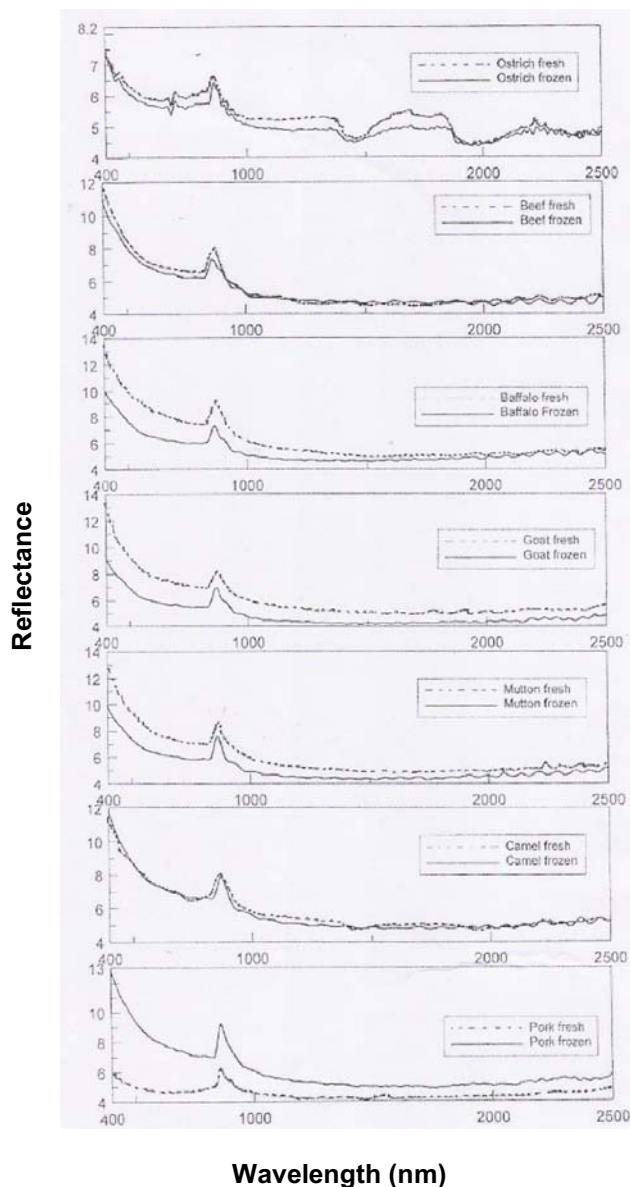 Reflectance
8.2
7
6
5
4
400 1000 2000 2500
Ostrich fresh
Ostrich frozen
12
10
8
6
4
400 1000 2000 2500
Beef fresh
Beef frozen
14
12
10
8
6
4
400 1000 2000 2500
Baffalo fresh
Baffalo Frozen
14
12
10
8
6
4
400 1000 2000 2500
Goat fresh
Goat frozen
14
12
10
8
6
4
400 1000 2000 2500
Mutton fresh
Mutton frozen
12
10
8
6
4
400 1000 2000 2500
Camel fresh
Camel frozen
13
10
8
6
4
400 1000 2000 2500
Pork fresh
Pork frozen
Wavelength (nm)